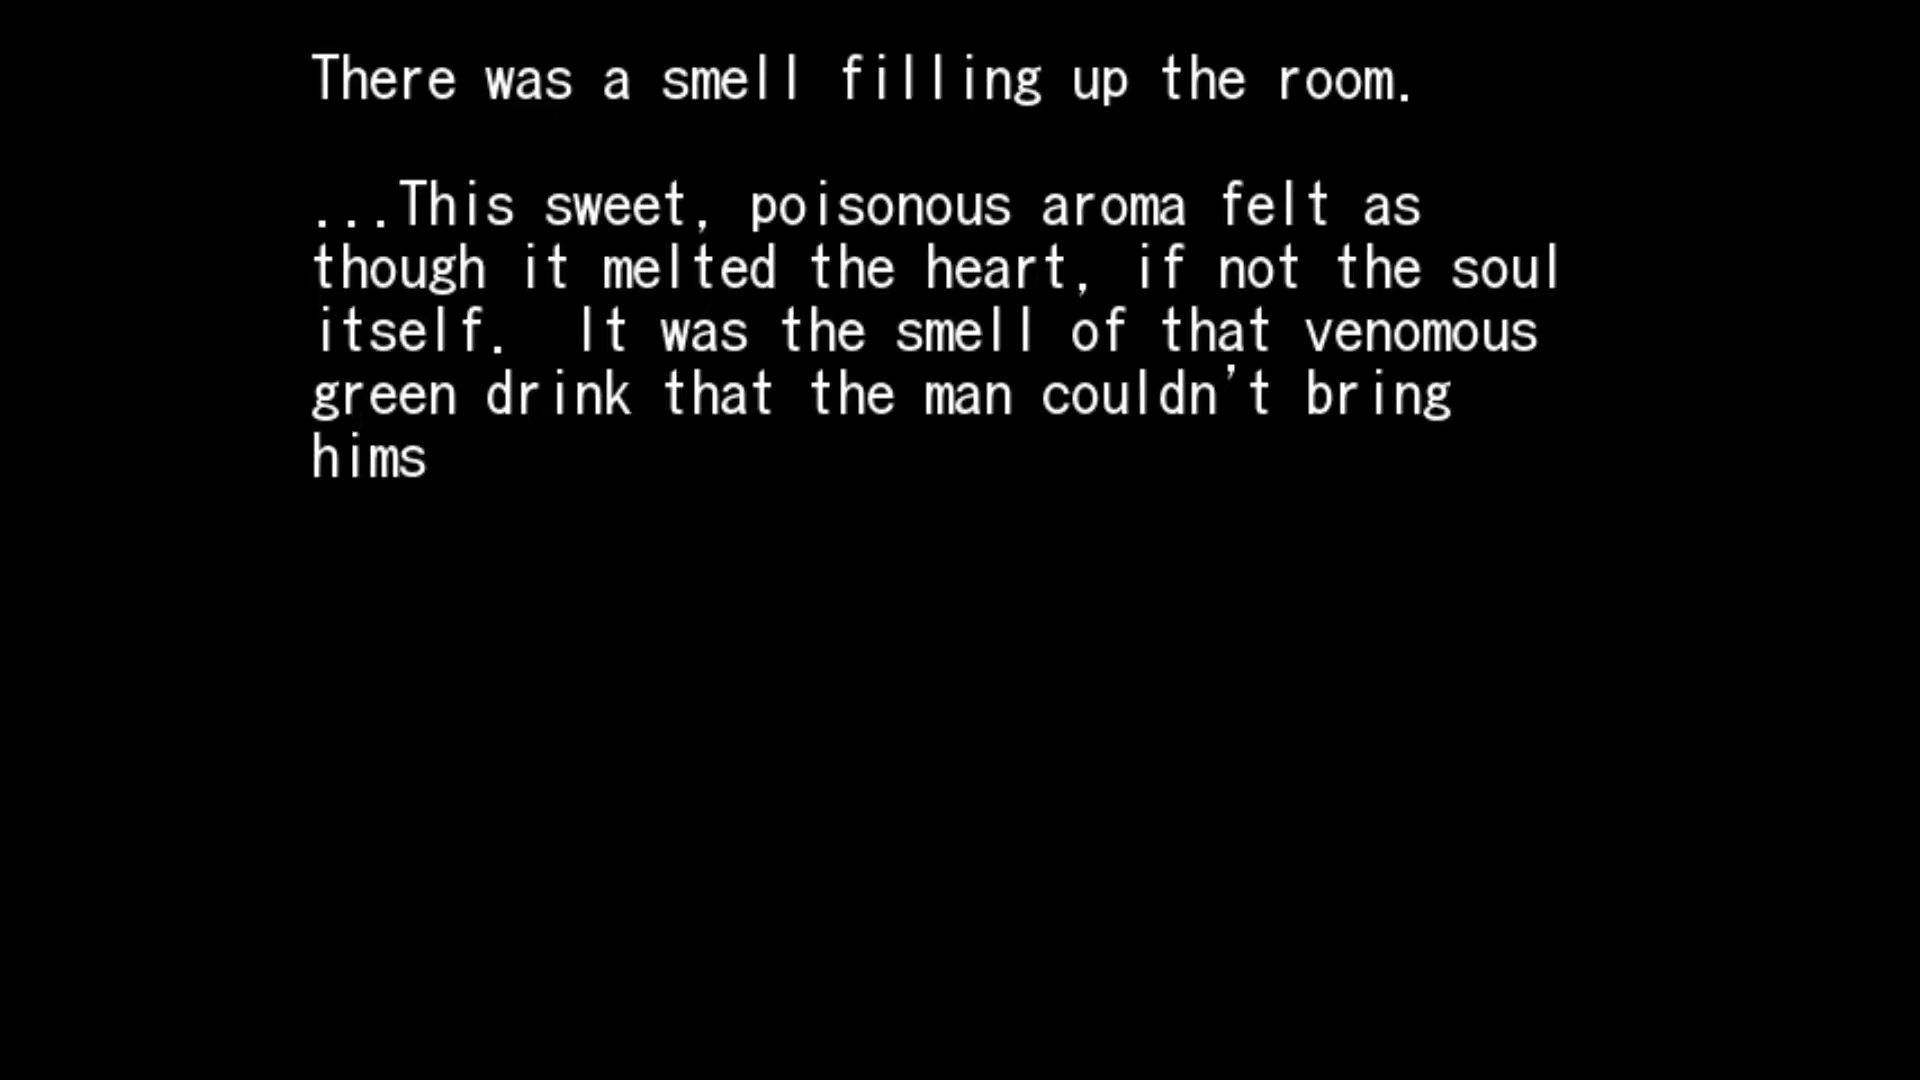 There was a smell filling up the room.
...This sweet, poisonous aroma felt as
though it melted the heart, if not the soul
itself.  It was the smell of that venomous
green drink that the man couldn't bring
hims